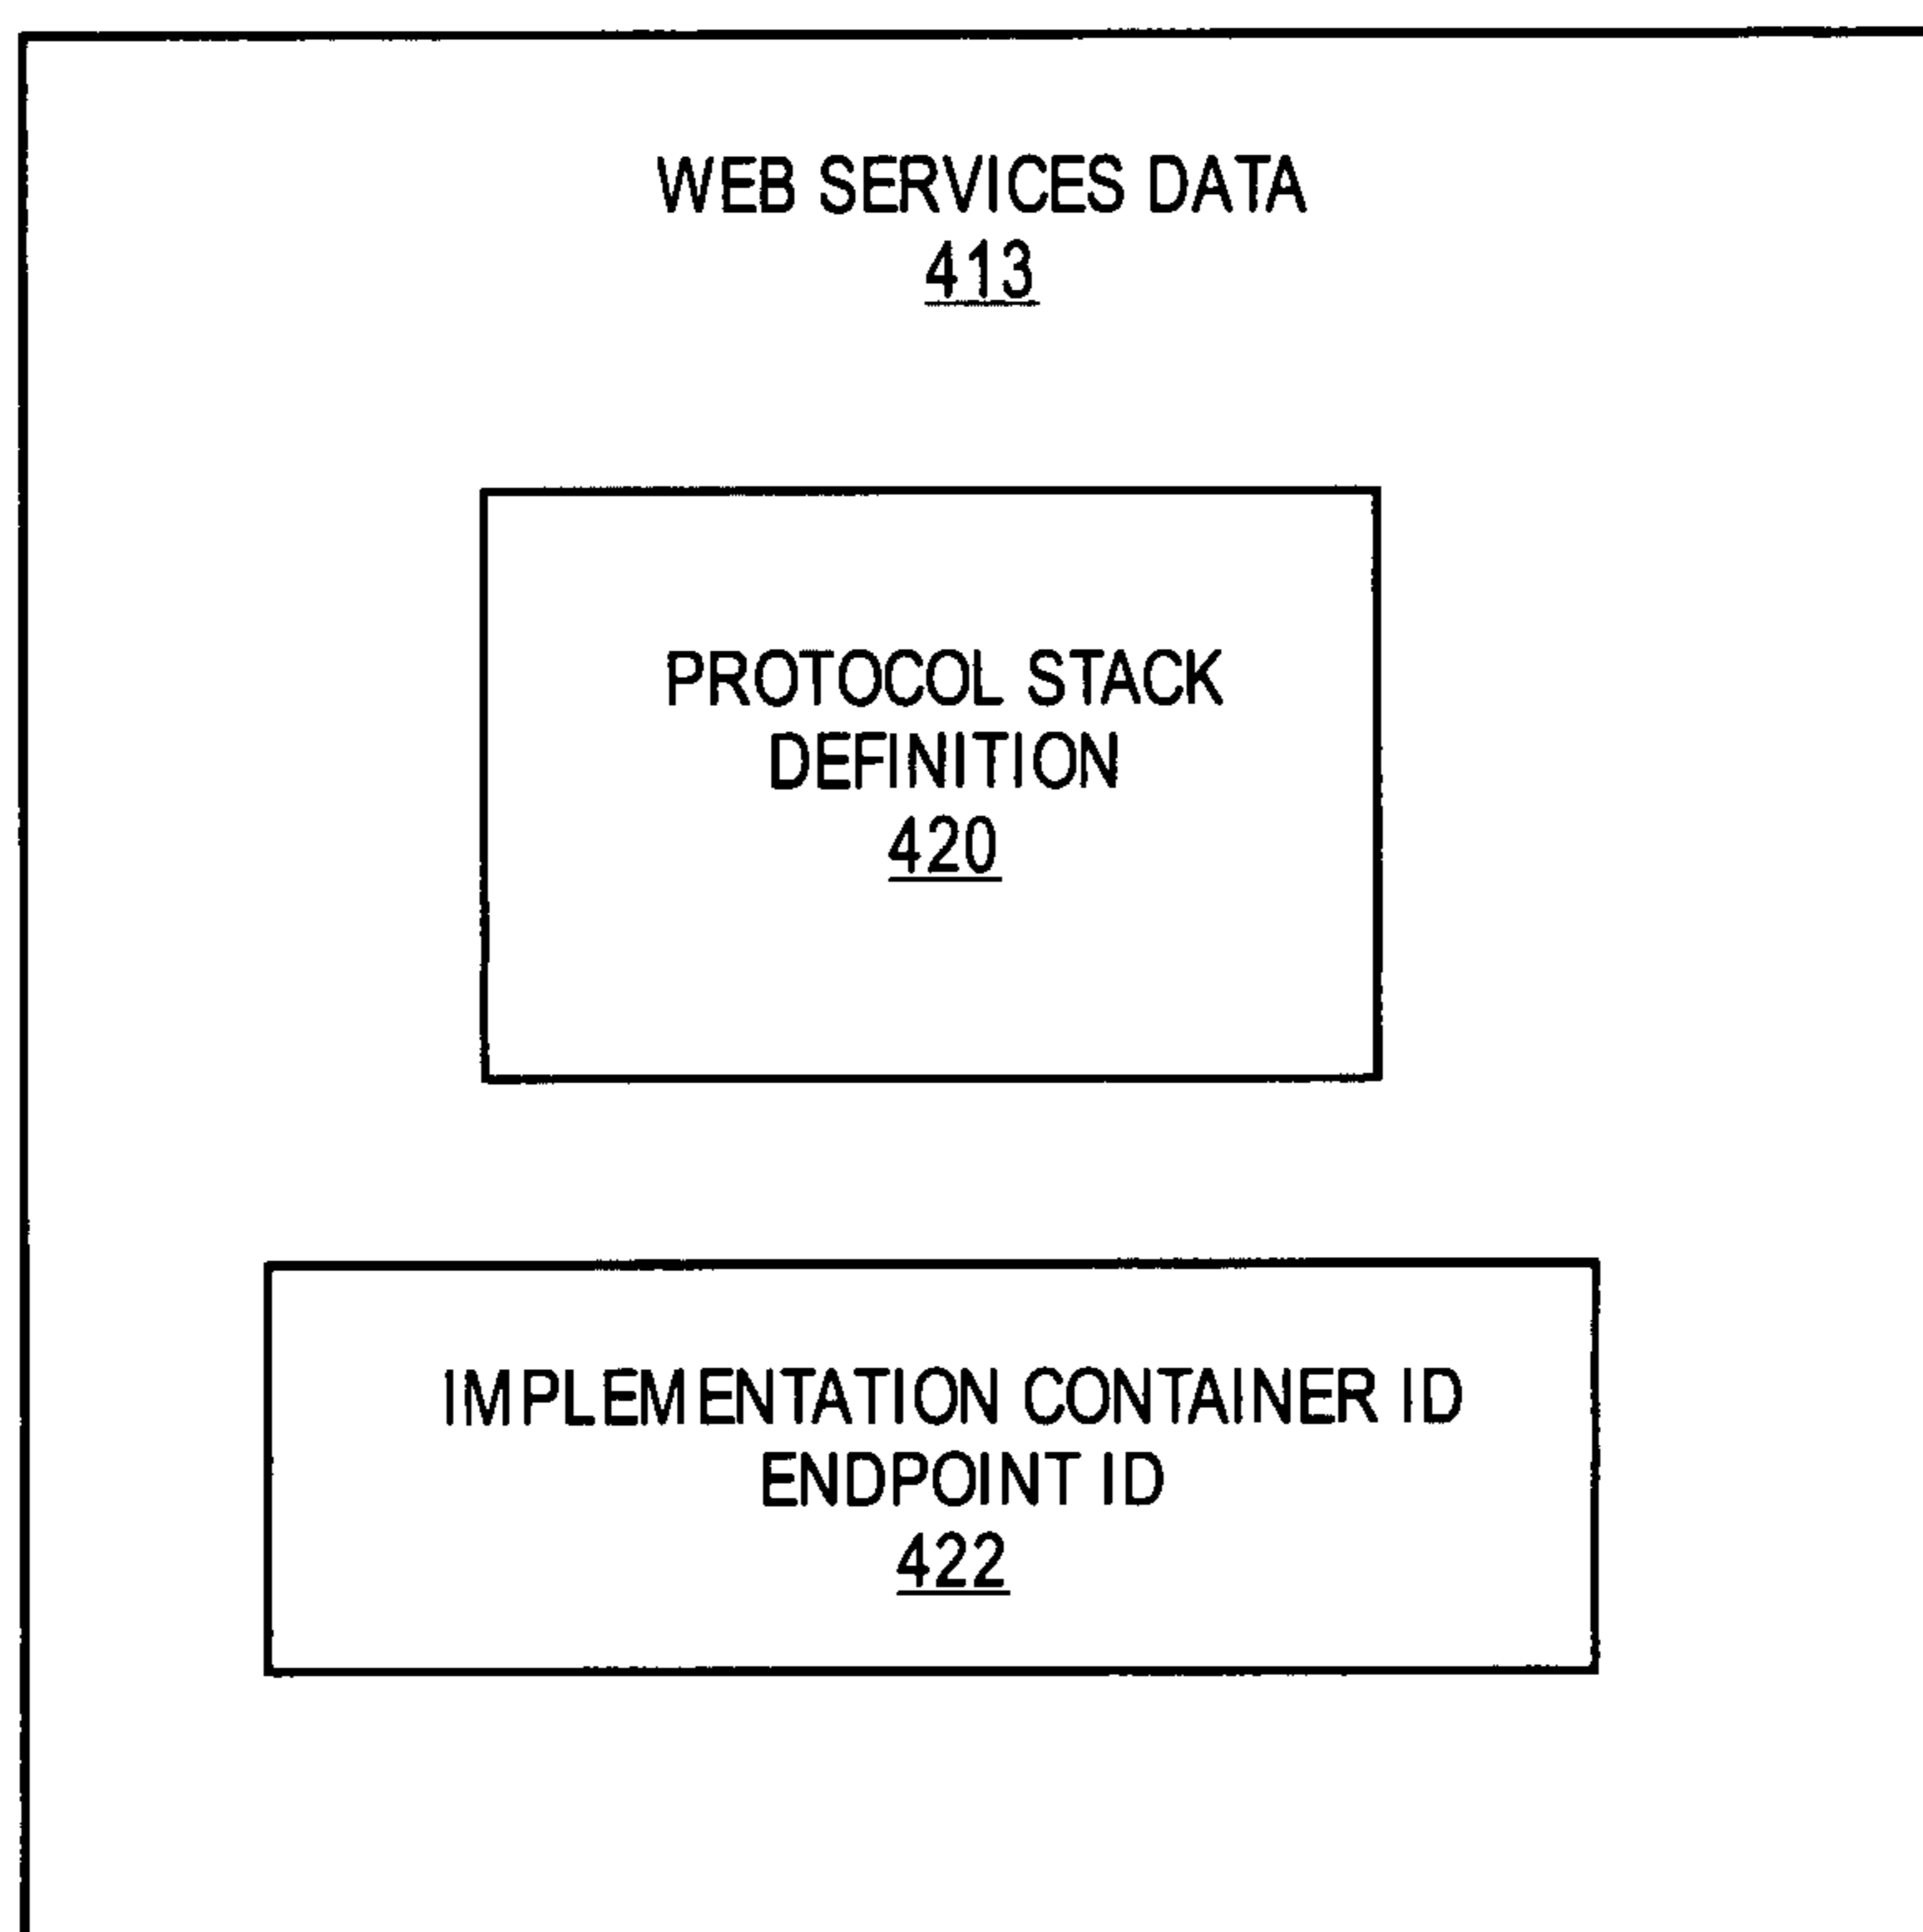 WEB SERVICES DATA
413
PROTOCOL STACK
DEFINITION
420
IMPLEMENTATION CONTAINER ID
ENDPOINT ID
422